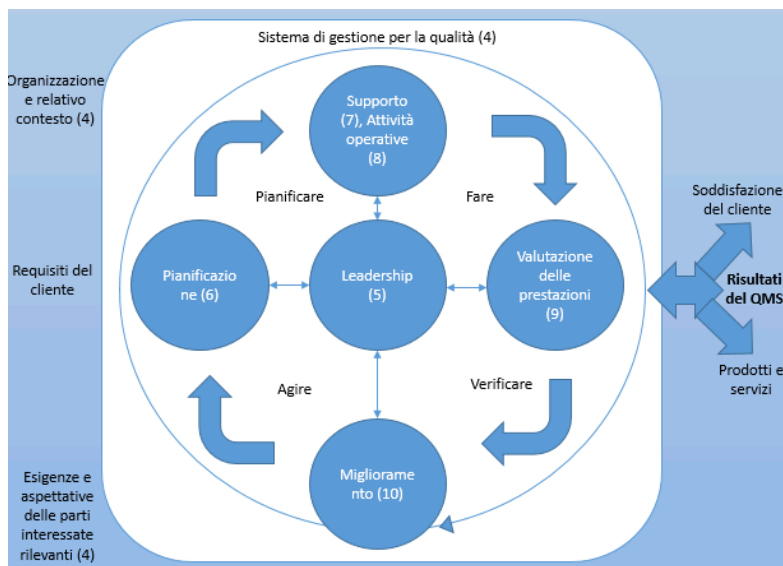 Sistema di gestione per la qualità (4)
Organizzazione
e relativo
contesto (4)
Supporto
(7), Attività
operative
(8)
Pianificare
Fare
Soddisfazione
del cliente
Requisiti del
cliente
Pianificazio
ne (6)
Leadership
(5)
Valutazione
delle
prestazioni
(9)
Risultati
del QMS
Agire
Verificare
Prodotti e
servizi
Migliorame
nto (10)
Esigenze e
aspettative
delle parti
interessate
rilevanti (4)